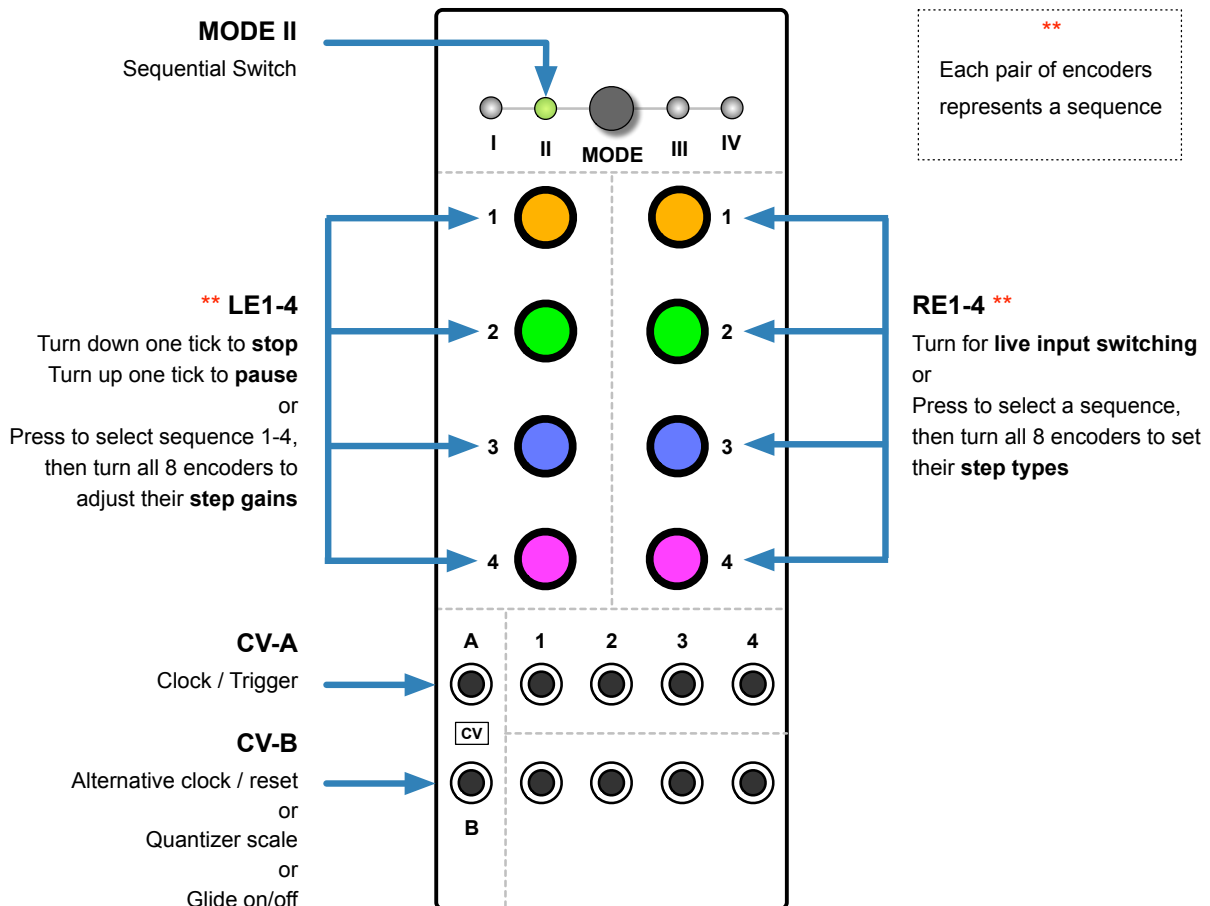 MODE II
Sequential Switch
**
Each pair of encoders
represents a sequence
I II MODE III IV
1 1
2 2
3 3
4 4
** LE1-4
Turn down one tick to stop
Turn up one tick to pause
or
Press to select sequence 1-4,
then turn all 8 encoders to
adjust their step gains
RE1-4 **
Turn for live input switching
or
Press to select a sequence,
then turn all 8 encoders to set
their step types
CV-A
Clock / Trigger
A 1 2 3 4
CV
B
CV-B
Alternative clock / reset
or
Quantizer scale
or
Glide on/off